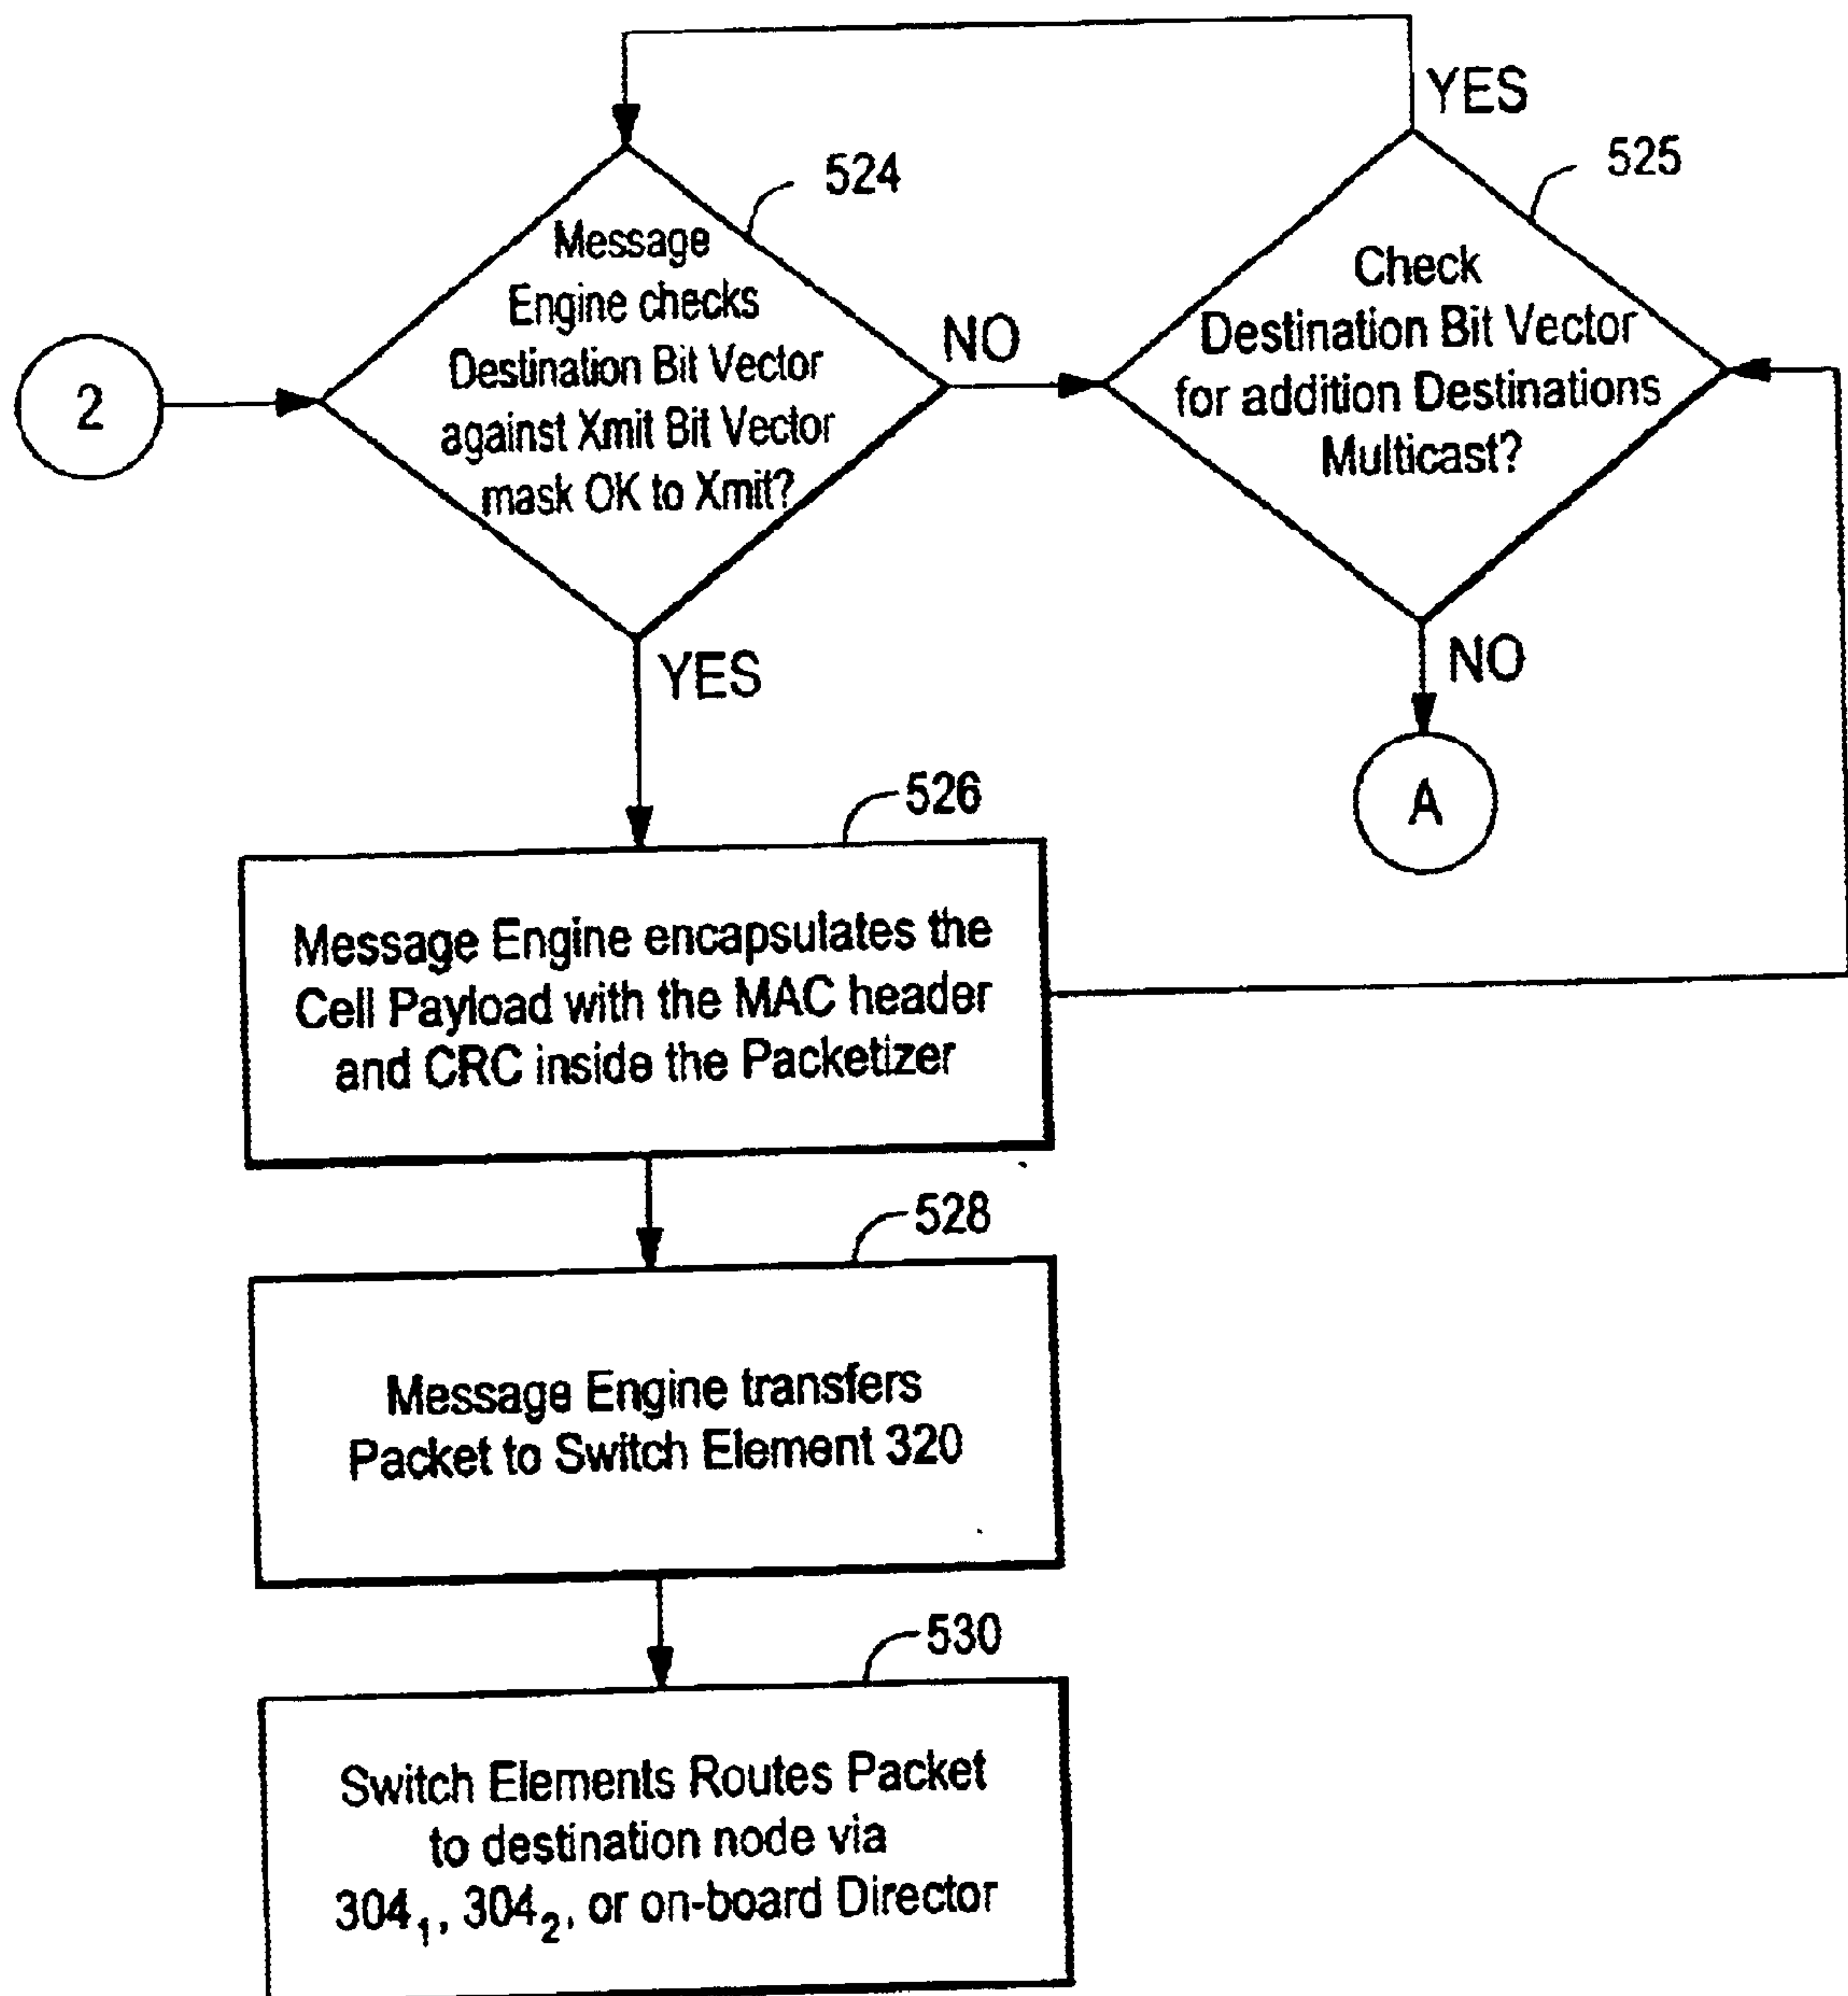 YES
524
525
Message
Engine checks
Destination Bit Vector
against Xmit Bit Vector
mask OK to Xmit?
Check
Destination Bit Vector
for addition Destinations
Multicast?
NO
2
YES
NO
A
526
Message Engine encapsulates the
Cell Payload with the MAC header
and CRC inside the Packetizer
528
Message Engine transfers
Packet to Switch Element 320
530
Switch Elements Routes Packet
to destination node via
304₁, 304₂, or on-board Director